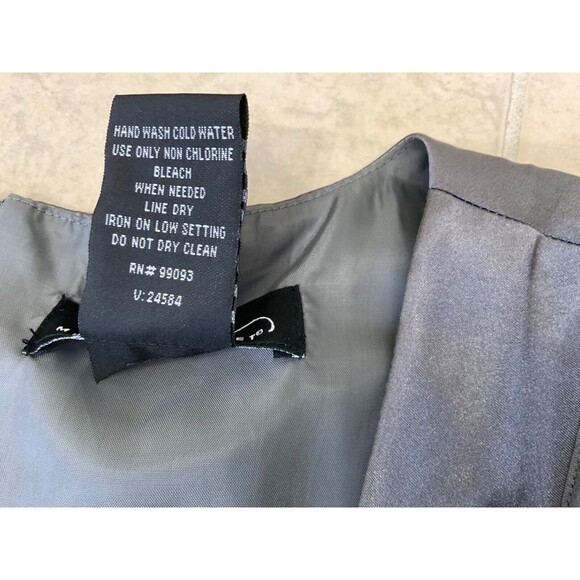 HAND WASH COLD WATER
USE ONLY NON CHLORINE
BLEACH
WHEN NEEDED
LINE DRY
IRON ON LOW SETTING
DO NOT DRY CLEAN
RN# 99093
V: 24584